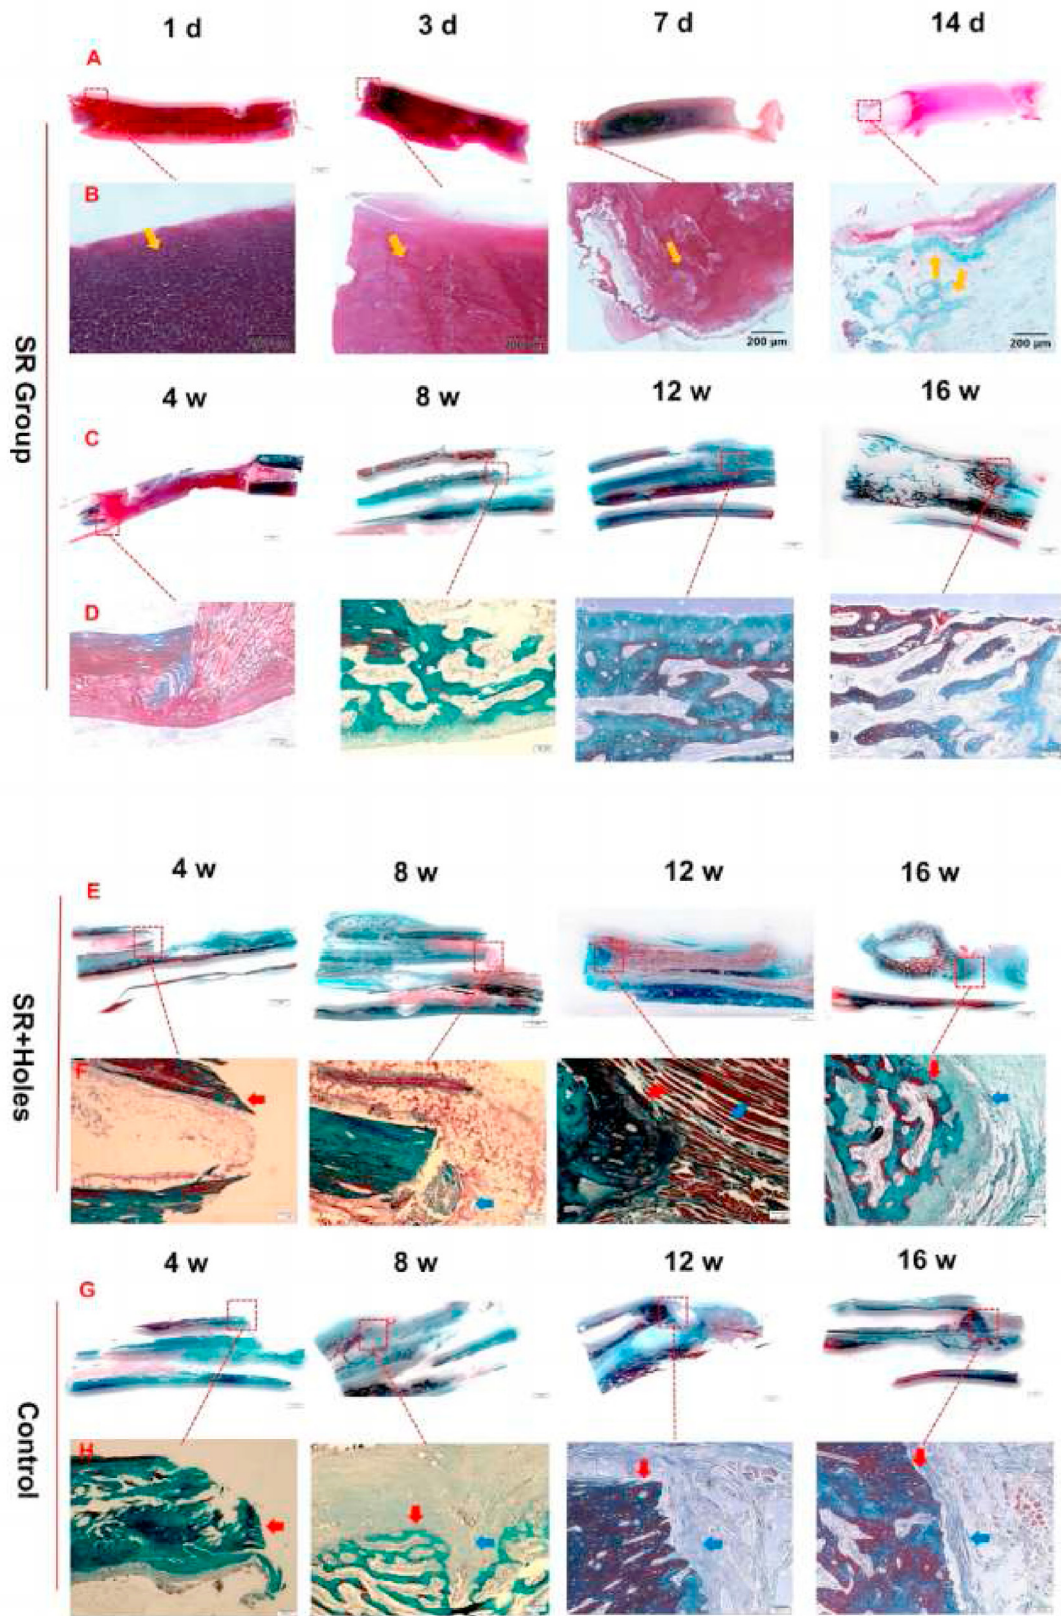 1 d 3 d 7 d 14 d
A
B
200 µm 200 µm 200 µm
SR Group
4 w 8 w 12 w 16 w
C
D
4 w 8 w 12 w 16 w
E
SR+Holes
F
4 w 8 w 12 w 16 w
G
Control
H